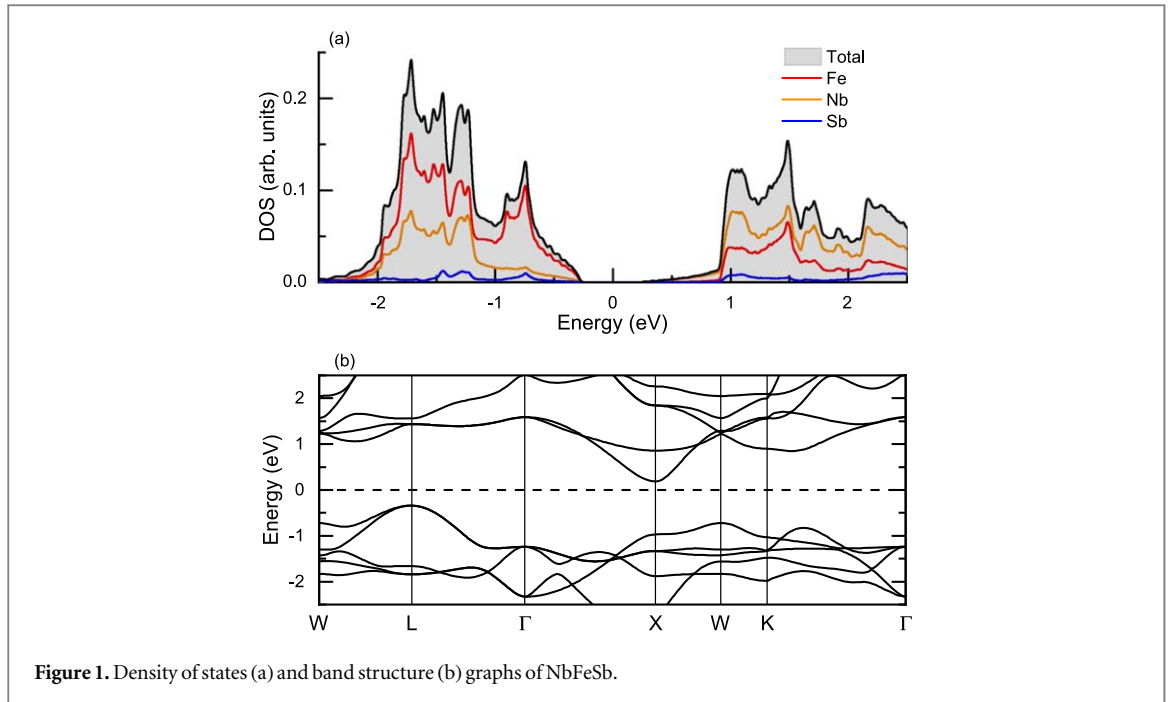 (a)
Total
Fe
Nb
Sb
DOS (arb. units)
0.2
0.1
0.0
-2 -1 0 1 2
Energy (eV)
(b)
Energy (eV)
2
1
0
-1
-2
W L Γ X W K Γ
Figure 1. Density of states (a) and band structure (b) graphs of NbFeSb.